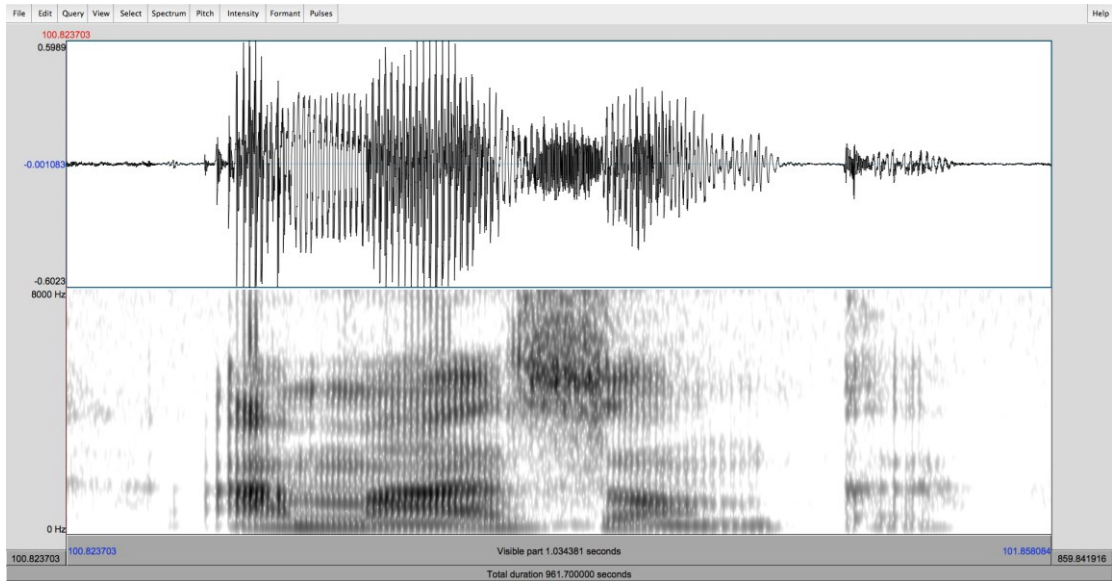 File Edit Query View Select Spectrum Pitch Intensity Formant Pulses Help
100.823703
0.5989
-0.001083
-0.6023
8000 Hz
0 Hz
100.823703 Visible part 1.034381 seconds 101.858084
100.823703 859.841916
Total duration 961.700000 seconds